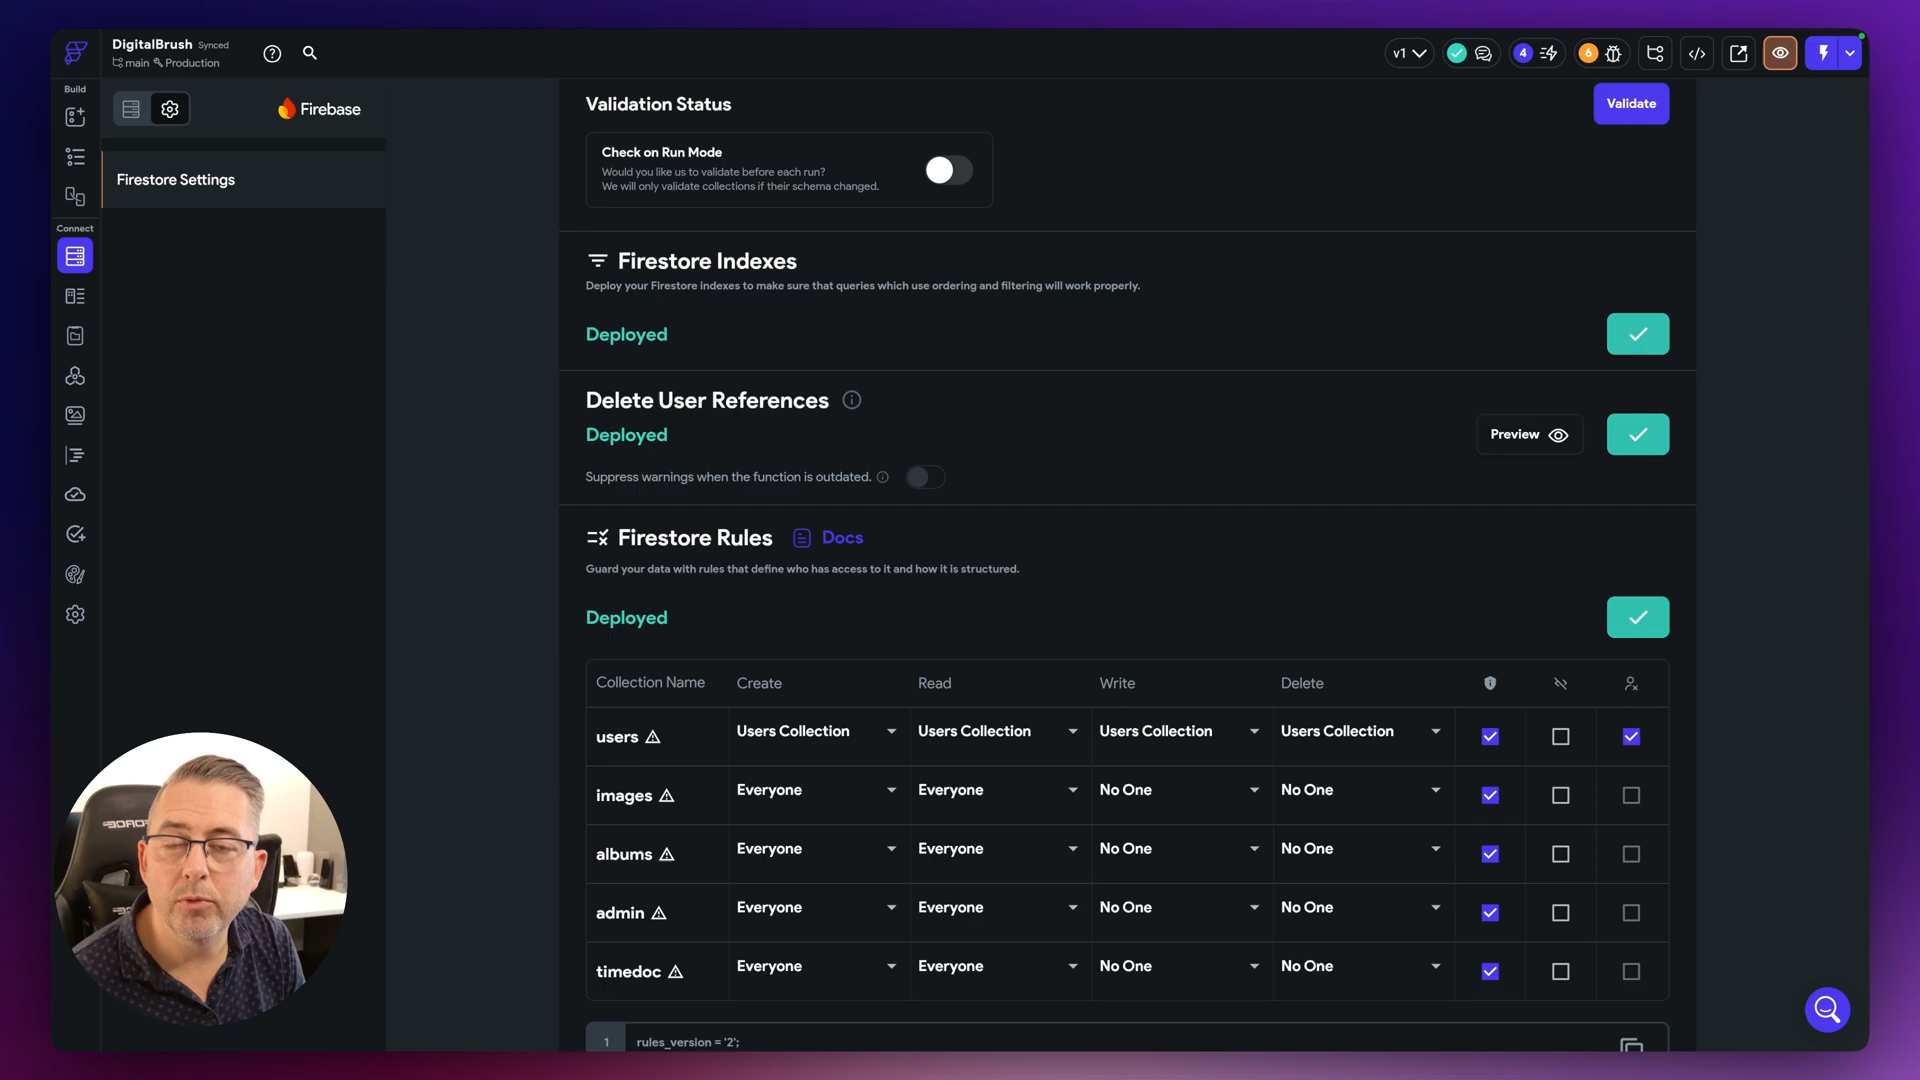 DigitalBrush Synced
main Production
v1
4
6
Build
Firebase
Firestore Settings
Connect
Validation Status
Validate
Check on Run Mode
Would you like us to validate before each run?
We will only validate collections if their schema changed.
Firestore Indexes
Deploy your Firestore indexes to make sure that queries which use ordering and filtering will work properly.
Deployed
Delete User References
Deployed
Preview
Suppress warnings when the function is outdated.
Firestore Rules Docs
Guard your data with rules that define who has access to it and how it is structured.
Deployed
Collection Name Create Read Write Delete
users Users Collection Users Collection Users Collection Users Collection
images Everyone Everyone No One No One
albums Everyone Everyone No One No One
admin Everyone Everyone No One No One
timedoc Everyone Everyone No One No One
1 rules_version = '2';